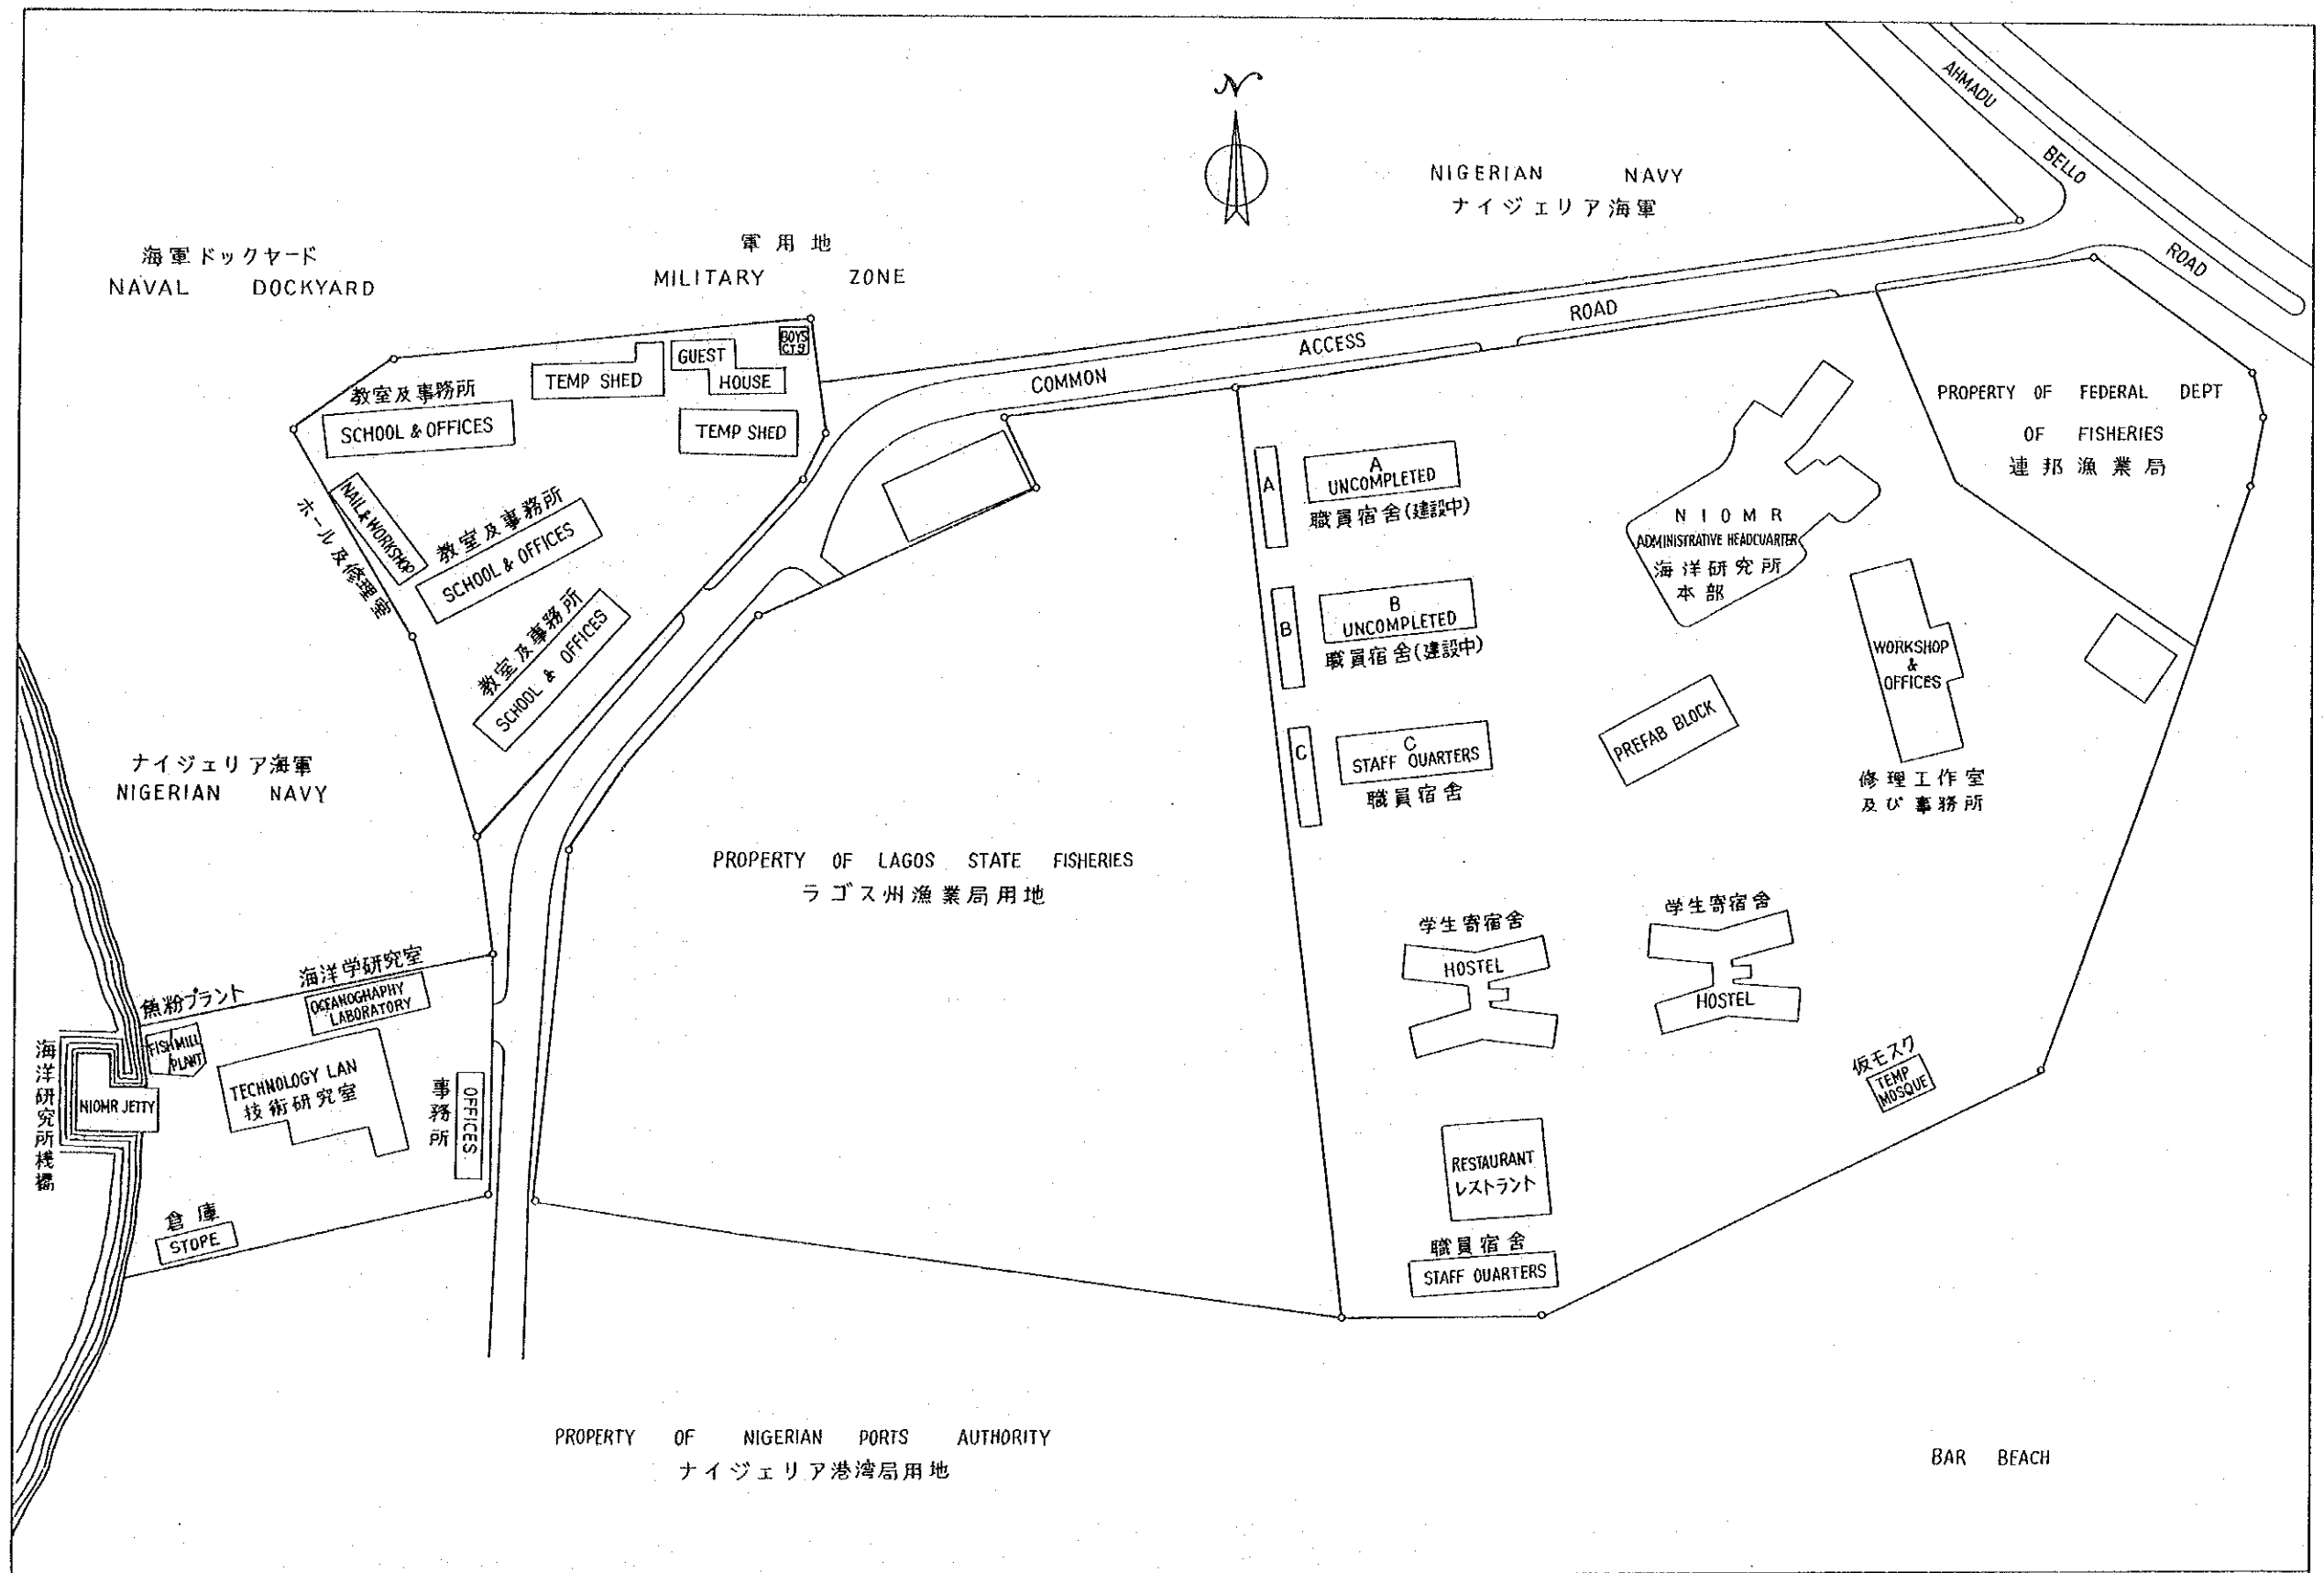 N
AHMADU
BELLO
ROAD
NIGERIAN NAVY
ナイジェリア海軍
海軍ドックヤード
NAVAL DOCKYARD
軍用地
MILITARY ZONE
COMMON ACCESS ROAD
BOYS
GUEST
HOUSE
TEMP SHED
TEMP SHED
教室及事務所
SCHOOL & OFFICES
NAIL & WORKSHOP
ホール及修理室
教室及事務所
SCHOOL & OFFICES
教室及事務所
SCHOOL & OFFICES
PROPERTY OF FEDERAL DEPT
OF FISHERIES
連邦漁業局
A
A
UNCOMPLETED
職員宿舎(建設中)
B
B
UNCOMPLETED
職員宿舎(建設中)
C
C
STAFF QUARTERS
職員宿舎
NIOMR
ADMINISTRATIVE HEADCUARTER
海洋研究所
本部
WORKSHOP
&
OFFICES
修理工作室
及び事務所
PREFAB BLOCK
ナイジェリア海軍
NIGERIAN NAVY
PROPERTY OF LAGOS STATE FISHERIES
ラゴス州漁業局用地
学生寄宿舎
HOSTEL
学生寄宿舎
HOSTEL
仮モスク
TEMP
MOSQUE
魚粉プラント
FISHMILL
PLANT
海洋学研究室
OCEANOGHAPHY
LABORATORY
TECHNOLOGY LAN
技術研究室
事務所
OFFICES
海洋研究所桟橋
NIOMR JETTY
倉庫
STOPE
RESTAURANT
レストラント
職員宿舎
STAFF OUARTERS
PROPERTY OF NIGERIAN PORTS AUTHORITY
ナイジェリア港湾局用地
BAR BEACH